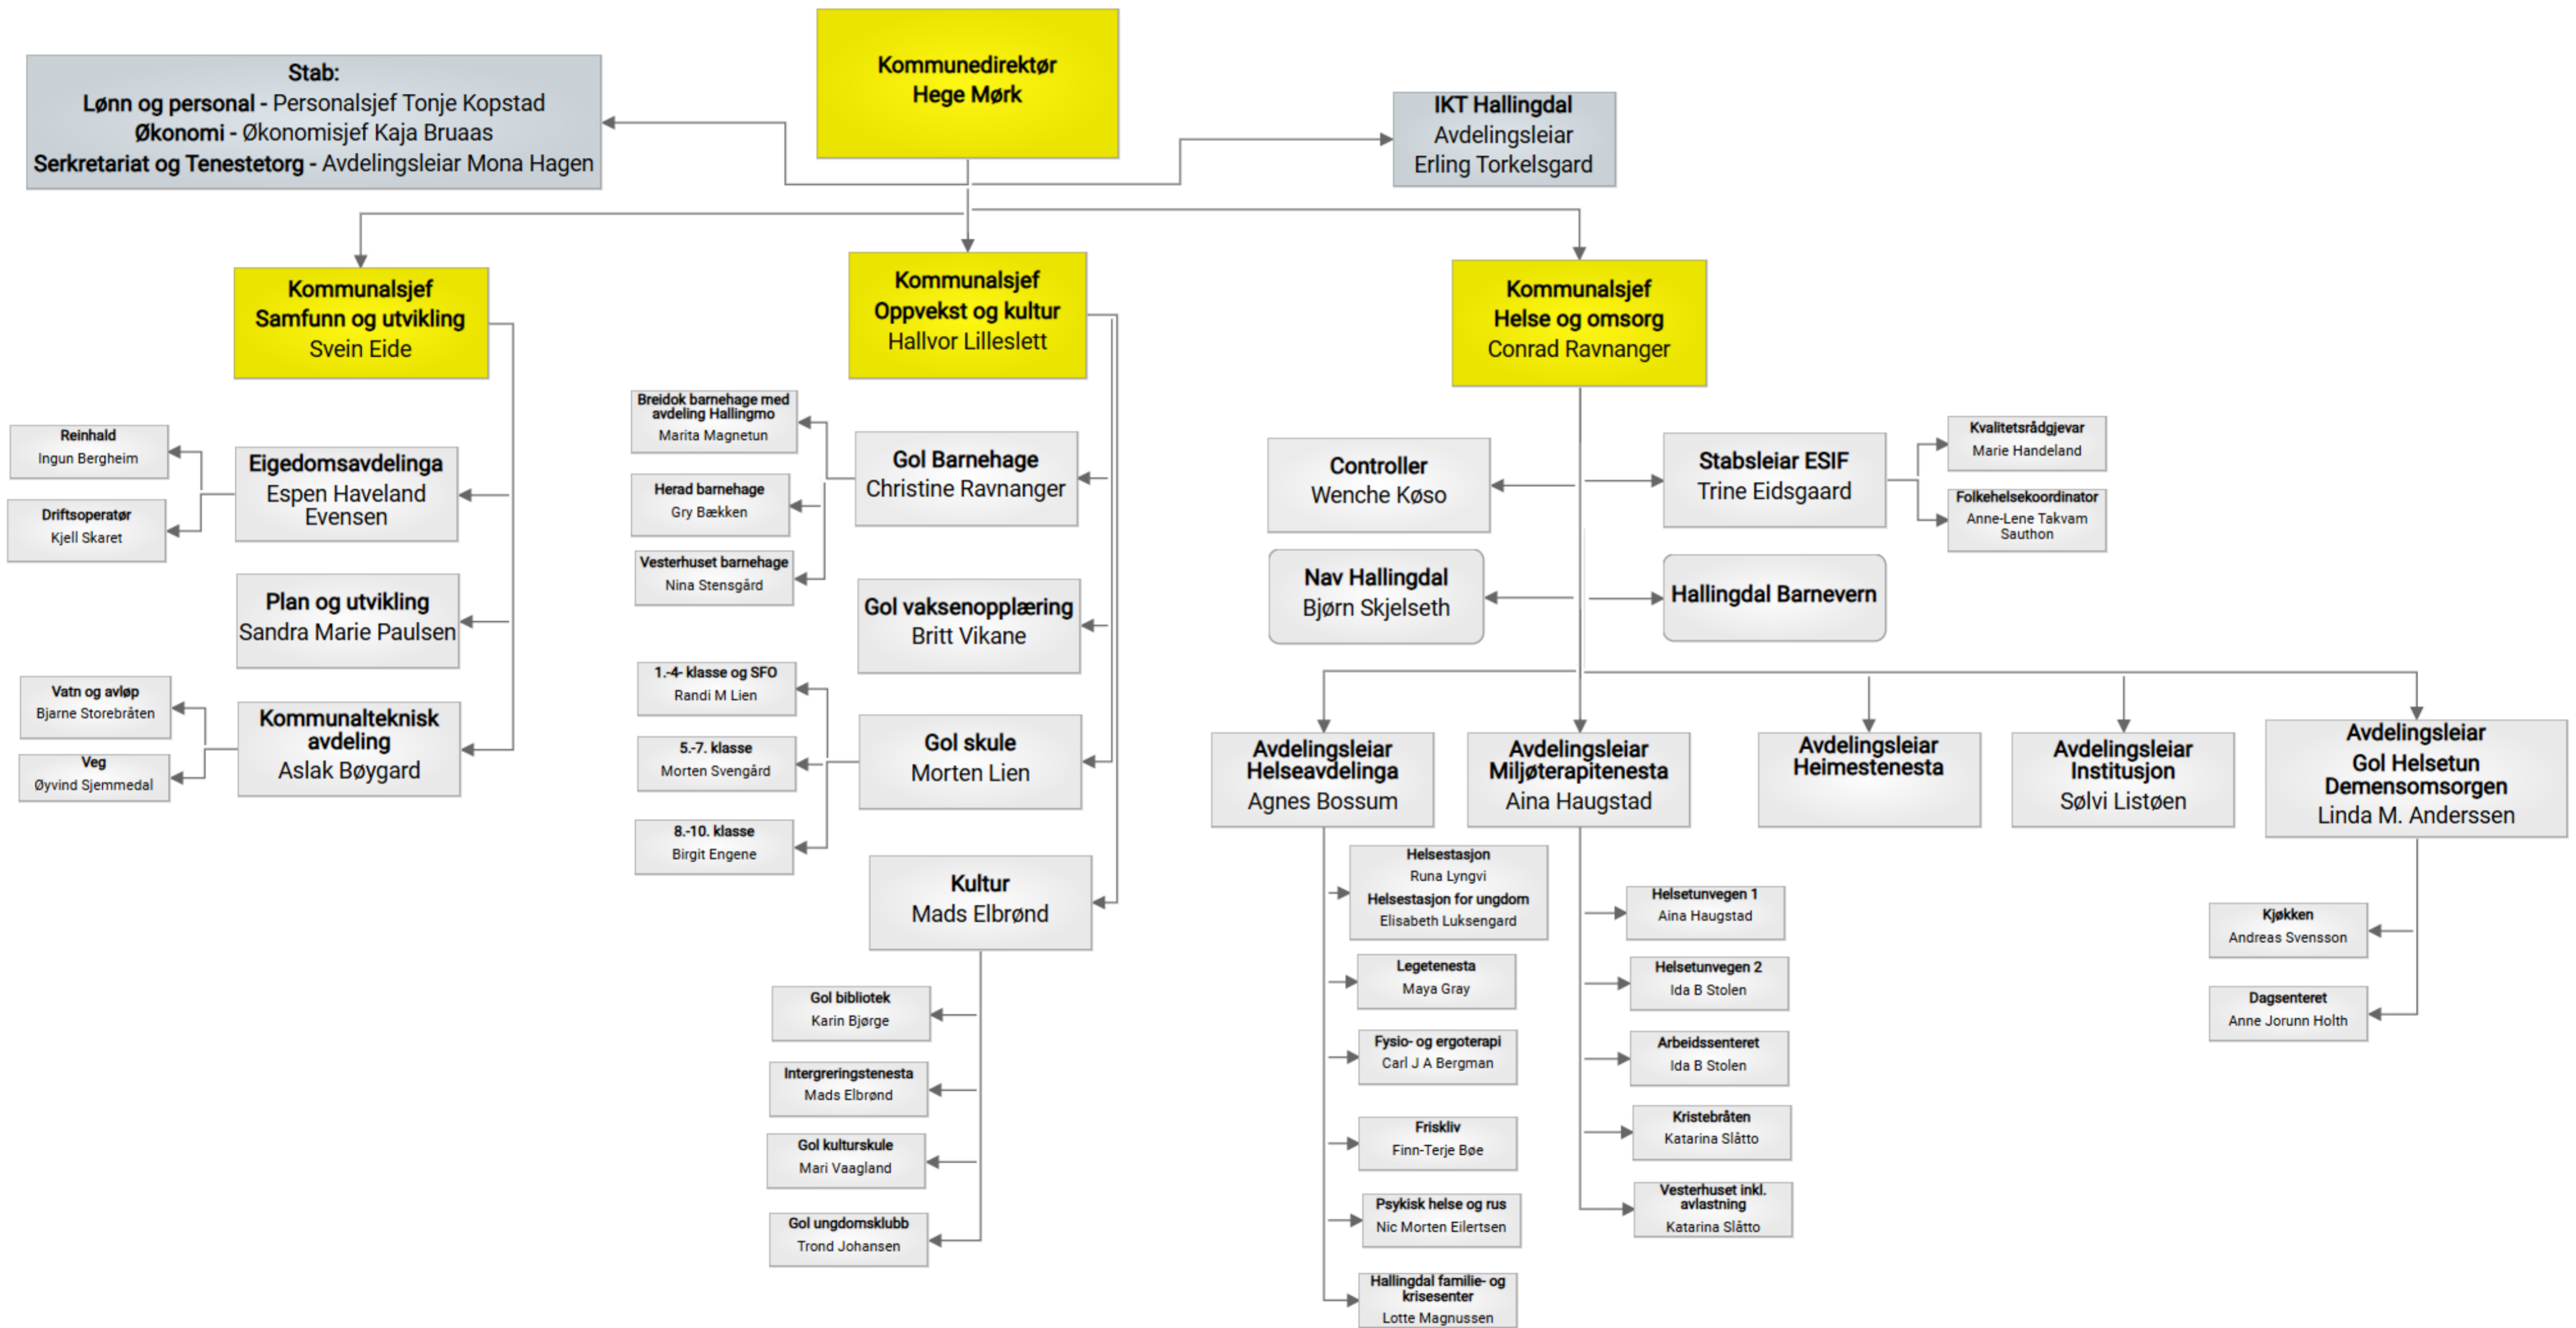 Kommunedirektør
Hege Mørk
Stab:
Lønn og personal - Personalsjef Tonje Kopstad
Økonomi - Økonomisjef Kaja Bruaas
Serkretariat og Tenestetorg - Avdelingsleiar Mona Hagen
IKT Hallingdal
Avdelingsleiar
Erling Torkelsgard
Kommunalsjef
Samfunn og utvikling
Svein Eide
Reinhald
Ingun Bergheim
Driftsoperatør
Kjell Skaret
Eigedomsavdelinga
Espen Haveland
Evensen
Plan og utvikling
Sandra Marie Paulsen
Vatn og avløp
Bjarne Storebråten
Veg
Øyvind Sjemmedal
Kommunalteknisk
avdeling
Aslak Bøygard
Kommunalsjef
Oppvekst og kultur
Hallvor Lilleslett
Breidok barnehage med
avdeling Hallingmo
Marita Magnetun
Herad barnehage
Gry Bækken
Vesterhuset barnehage
Nina Stensgård
Gol Barnehage
Christine Ravnanger
Gol vaksenopplæring
Britt Vikane
1.-4- klasse og SFO
Randi M Lien
5.-7. klasse
Morten Svengård
8.-10. klasse
Birgit Engene
Gol skule
Morten Lien
Kultur
Mads Elbrønd
Gol bibliotek
Karin Bjørge
Intergreringstenesta
Mads Elbrønd
Gol kulturskule
Mari Vaagland
Gol ungdomsklubb
Trond Johansen
Kommunalsjef
Helse og omsorg
Conrad Ravnanger
Controller
Wenche Køso
Stabsleiar ESIF
Trine Eidsgaard
Kvalitetsrådgjevar
Marie Handeland
Folkehelsekoordinator
Anne-Lene Takvam
Sauthon
Nav Hallingdal
Bjørn Skjelseth
Hallingdal Barnevern
Avdelingsleiar
Helseavdelinga
Agnes Bossum
Helsestasjon
Runa Lyngvi
Helsestasjon for ungdom
Elisabeth Luksengard
Legetenesta
Maya Gray
Fysio- og ergoterapi
Carl J A Bergman
Friskliv
Finn-Terje Bøe
Psykisk helse og rus
Nic Morten Eilertsen
Hallingdal familie- og
krisesenter
Lotte Magnussen
Avdelingsleiar
Miljøterapitenesta
Aina Haugstad
Helsetunvegen 1
Aina Haugstad
Helsetunvegen 2
Ida B Stolen
Arbeidssenteret
Ida B Stolen
Kristebråten
Katarina Slåtto
Vesterhuset inkl.
avlastning
Katarina Slåtto
Avdelingsleiar
Heimestenesta
Avdelingsleiar
Institusjon
Sølvi Listøen
Avdelingsleiar
Gol Helsetun
Demensomsorgen
Linda M. Anderssen
Kjøkken
Andreas Svensson
Dagsenteret
Anne Jorunn Holth